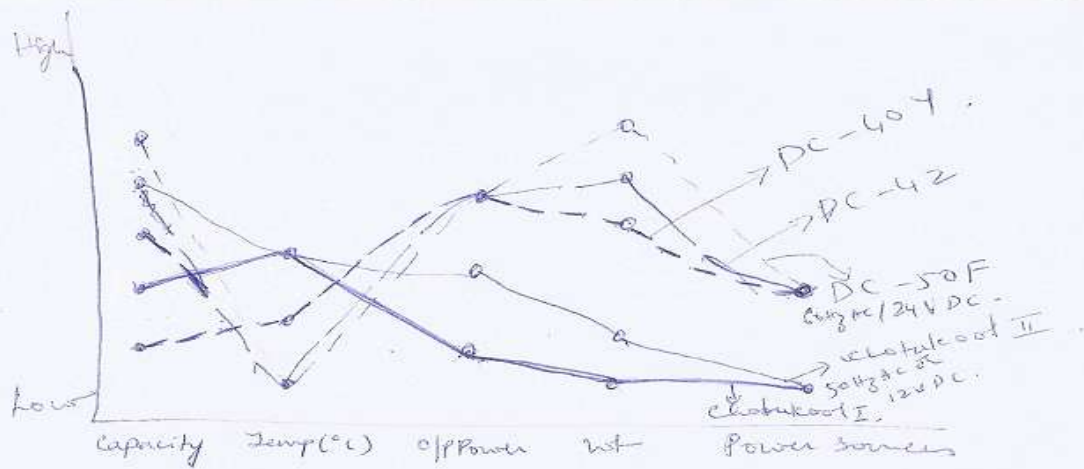 High
DC-40Y.
DC-42
DC-50F
60Hz AC/24V DC.
Chotukool II
50Hz AC or
12V DC.
Chotukool I.
Low
Capacity Temp(°C) O/P Power wt Power sources